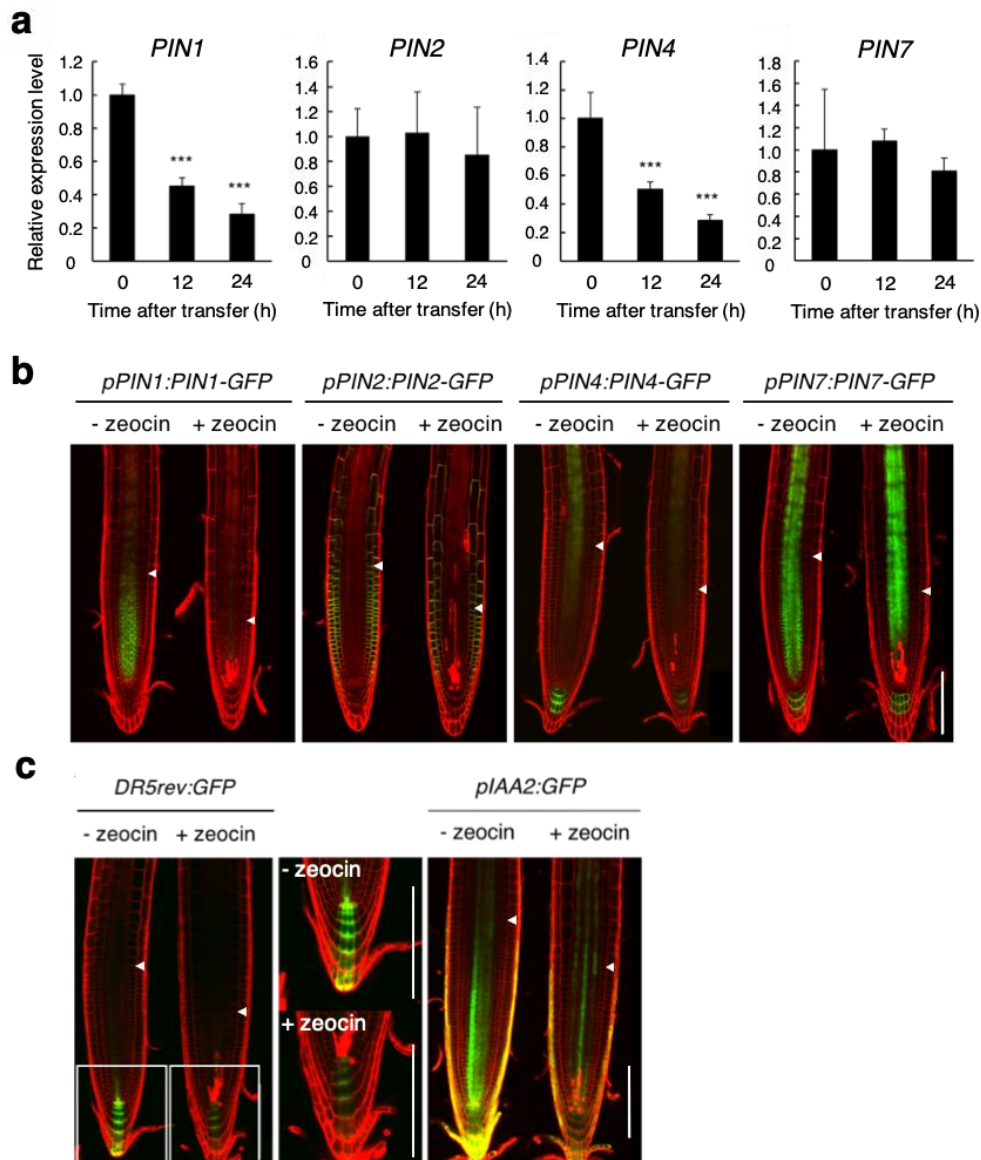 a
PIN1 PIN2 PIN4 PIN7
Relative expression level
1.2
1.0
0.8
0.6
0.4
0.2
0
*** ***
0 12 24
Time after transfer (h)
1.6
1.4
1.2
1.0
0.8
0.6
0.4
0.2
0
0 12 24
Time after transfer (h)
1.4
1.2
1.0
0.8
0.6
0.4
0.2
0
*** ***
0 12 24
Time after transfer (h)
1.8
1.6
1.4
1.2
1.0
0.8
0.6
0.4
0.2
0
0 12 24
Time after transfer (h)
b
pPIN1:PIN1-GFP pPIN2:PIN2-GFP pPIN4:PIN4-GFP pPIN7:PIN7-GFP
- zeocin + zeocin - zeocin + zeocin - zeocin + zeocin - zeocin + zeocin
c
DR5rev:GFP pIAA2:GFP
- zeocin + zeocin - zeocin + zeocin
- zeocin
+ zeocin